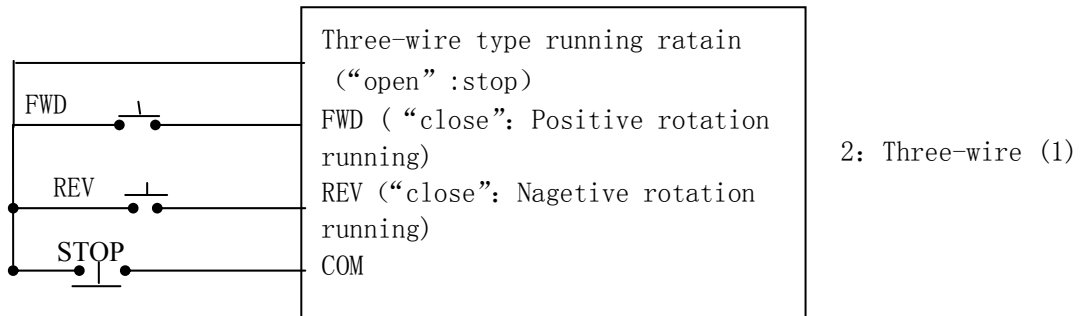 Three-wire type running ratain
(“open” :stop)
FWD
FWD ( “close”: Positive rotation
running)
2: Three-wire (1)
REV
REV (“close”: Nagetive rotation
running)
STOP
COM